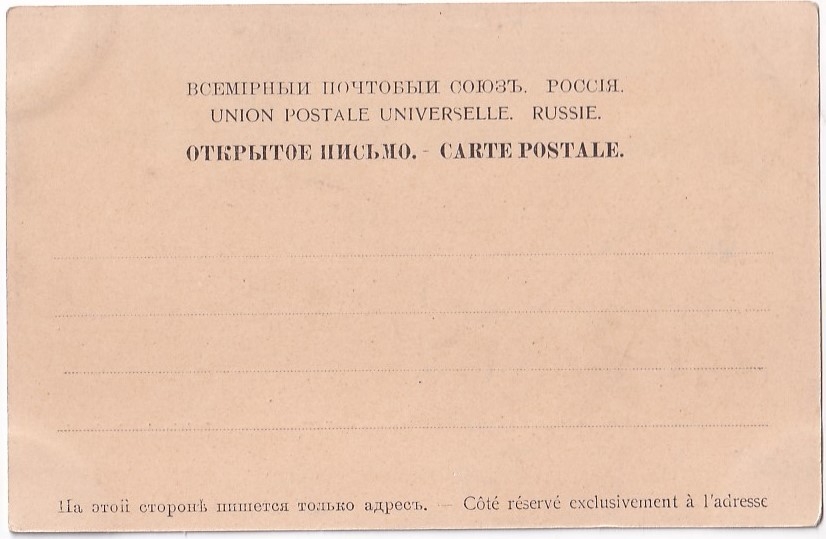 ВСЕМІРНЫЙ ПОЧТОВЫЙ СОЮЗЪ. РОССІЯ.
UNION POSTALE UNIVERSELLE. RUSSIE.
ОТКРЫТОЕ ПИСЬМО. - CARTE POSTALE.
На этой сторонѣ пишется только адресъ. — Côté réservé exclusivement à l'adresse